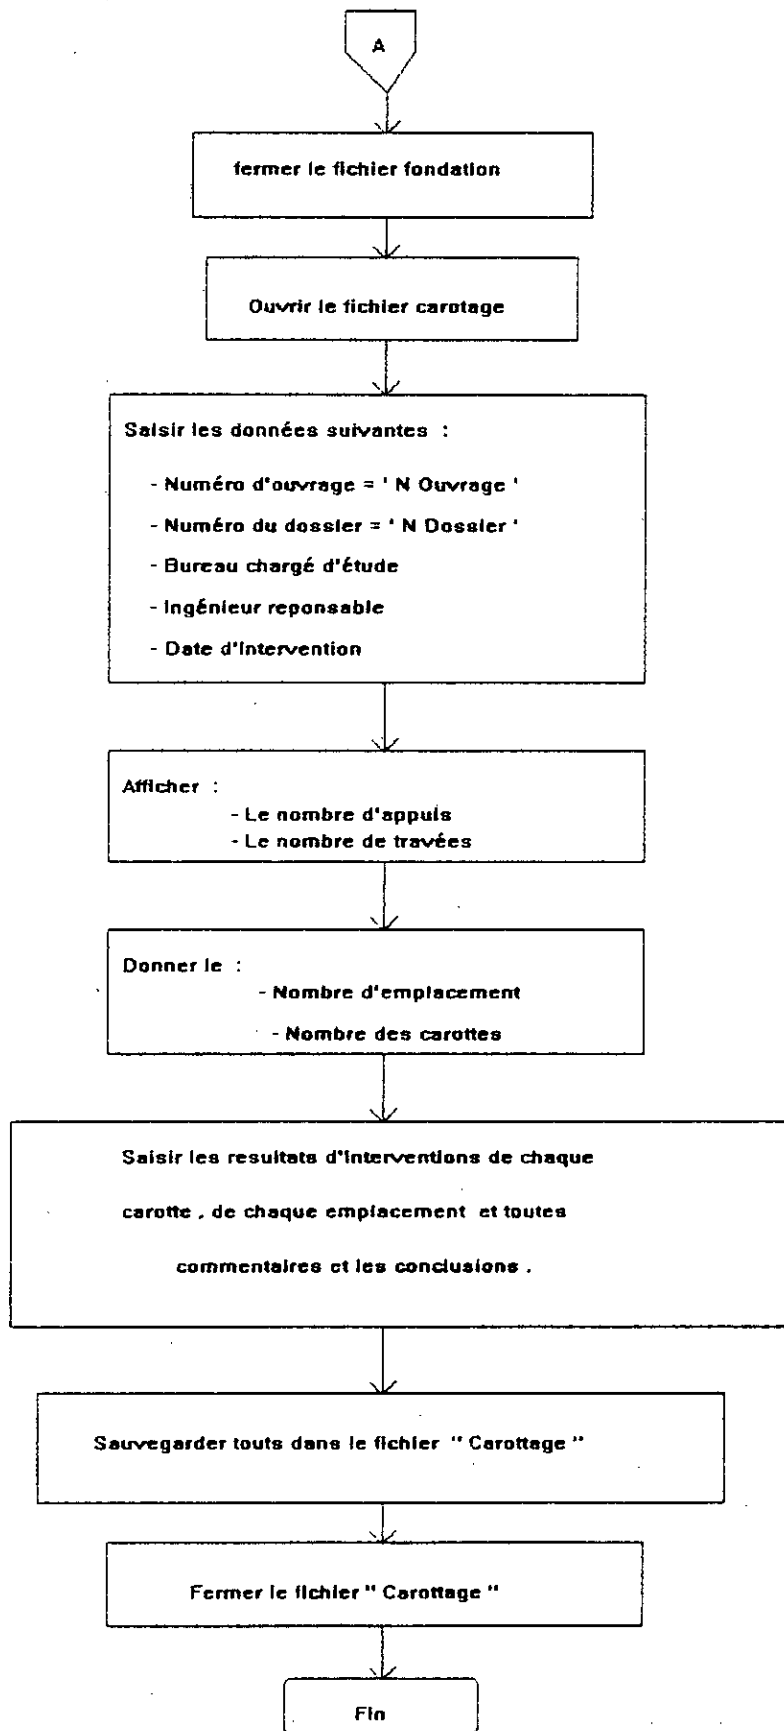 A
fermer le fichier fondation
Ouvrir le fichier carotage
Saisir les données suivantes :
- Numéro d'ouvrage = ' N Ouvrage '
- Numéro du dossier = ' N Dossier '
- Bureau chargé d'étude
- Ingénieur reponsable
- Date d'intervention
Afficher :
- Le nombre d'appuis
- Le nombre de travées
Donner le :
- Nombre d'emplacement
- Nombre des carottes
Saisir les resultats d'interventions de chaque
carotte , de chaque emplacement et toutes
commentaires et les conclusions .
Sauvegarder touts dans le fichier " Carottage "
Fermer le fichier " Carottage "
Fin